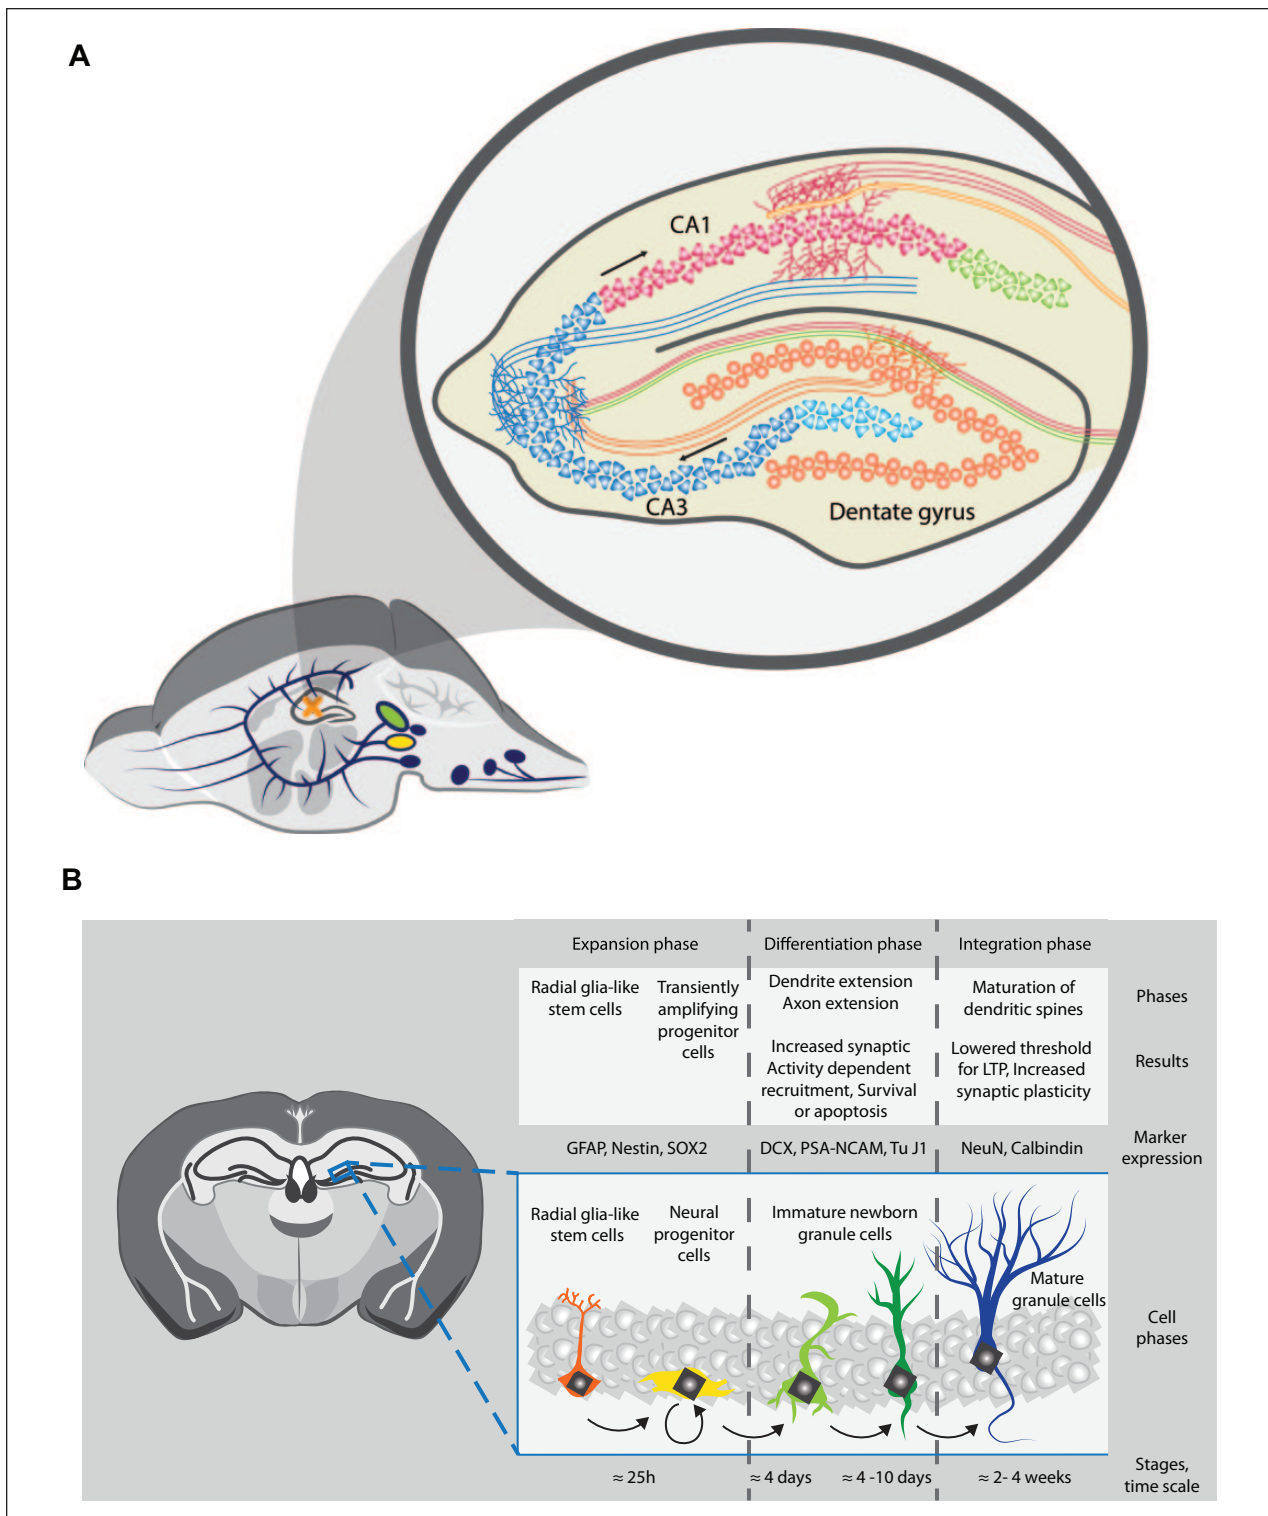 A
CA1
CA3
Dentate gyrus
B
Expansion phase
Differentiation phase
Integration phase
Radial glia-like
stem cells
Transiently
amplifying
progenitor
cells
Dendrite extension
Axon extension
Maturation of
dendritic spines
Phases
Increased synaptic
Activity dependent
recruitment, Survival
or apoptosis
Lowered threshold
for LTP, Increased
synaptic plasticity
Results
GFAP, Nestin, SOX2
DCX, PSA-NCAM, Tu J1
NeuN, Calbindin
Marker
expression
Radial glia-like
stem cells
Neural
progenitor
cells
Immature newborn
granule cells
Mature
granule cells
Cell
phases
≈ 25h
≈ 4 days
≈ 4 -10 days
≈ 2- 4 weeks
Stages,
time scale